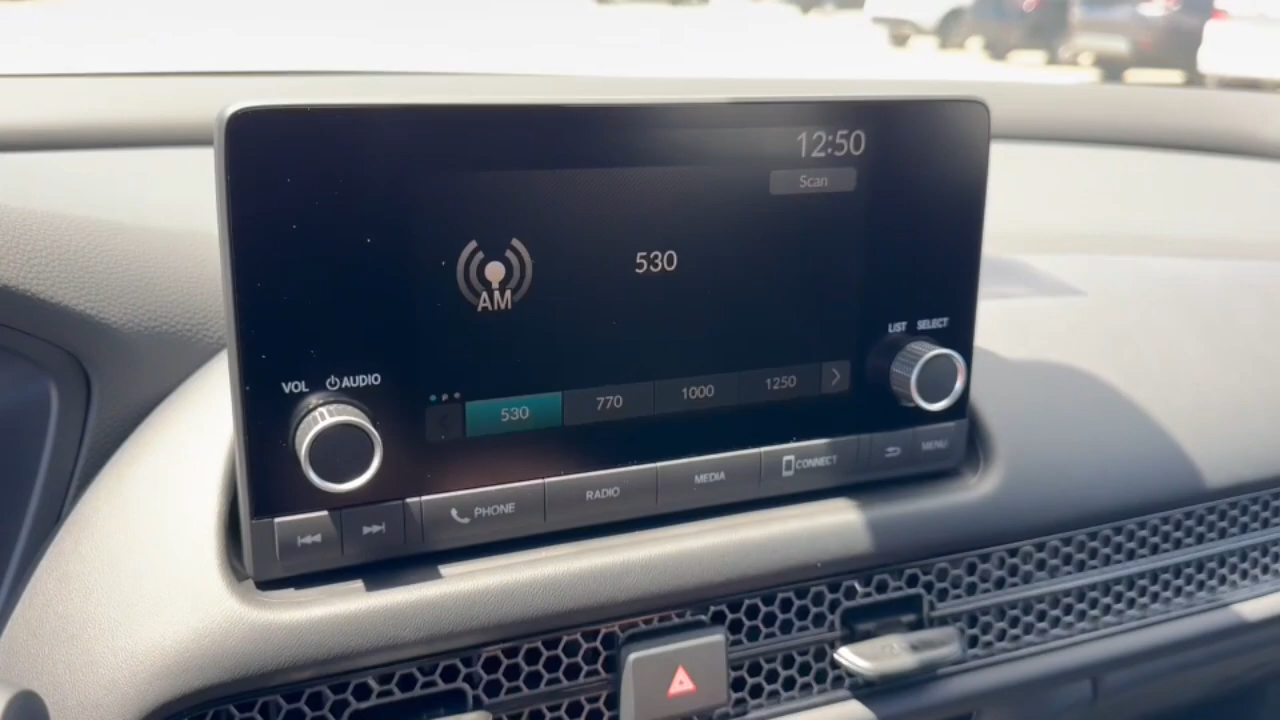 12:50
Scan
AM
530
LIST SELECT
VOL AUDIO
530 770 1000 1250
PHONE RADIO MEDIA CONNECT MENU